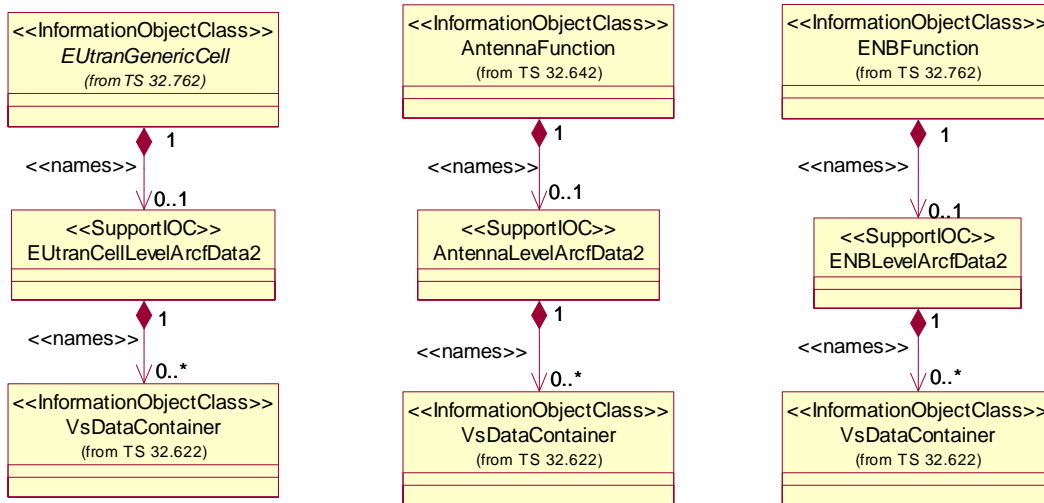 <<InformationObjectClass>>
EUtranGenericCell
(from TS 32.762)
1
<<names>>
0..1
<<SupportIOC>>
EUtranCellLevelArcfData2
1
<<names>>
0..*
<<InformationObjectClass>>
VsDataContainer
(from TS 32.622)
<<InformationObjectClass>>
AntennaFunction
(from TS 32.642)
1
<<names>>
0..1
<<SupportIOC>>
AntennaLevelArcfData2
1
<<names>>
0..*
<<InformationObjectClass>>
VsDataContainer
(from TS 32.622)
<<InformationObjectClass>>
ENBFunction
(from TS 32.762)
1
<<names>>
0..1
<<SupportIOC>>
ENBLevelArcfData2
1
<<names>>
0..*
<<InformationObjectClass>>
VsDataContainer
(from TS 32.622)